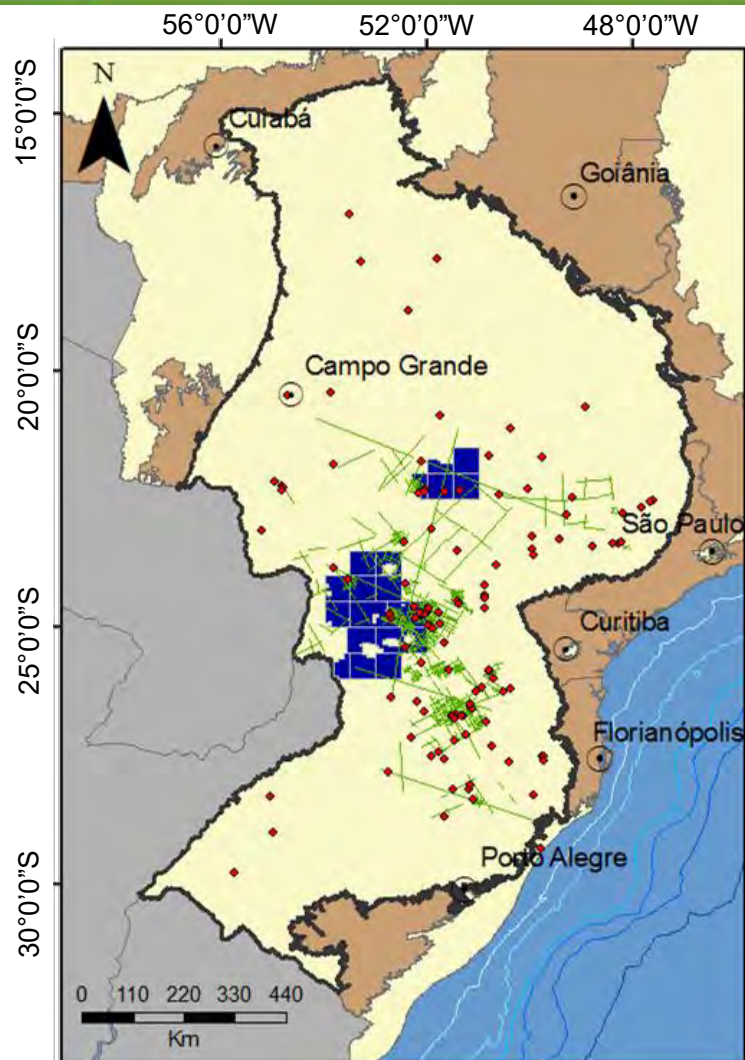 56°0'0"W 52°0'0"W 48°0'0"W
N
15°0'0"S
Cuiabá
Goiânia
20°0'0"S
Campo Grande
São Paulo
25°0'0"S
Curitiba
Florianópolis
30°0'0"S
Porto Alegre
0 110 220 330 440
Km